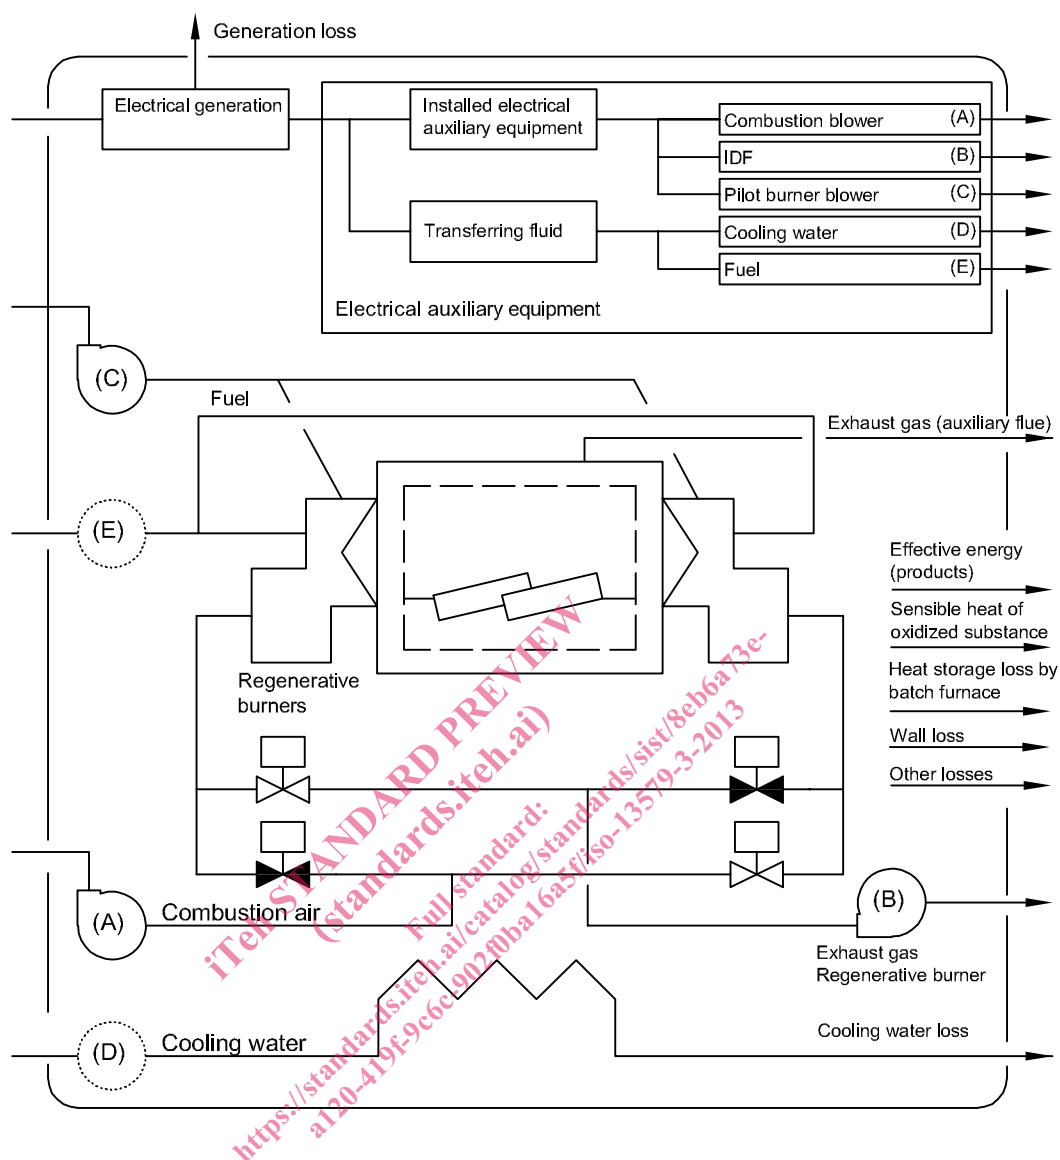 Generation loss
Electrical generation
Installed electrical
auxiliary equipment
Combustion blower
(A)
IDF
(B)
Pilot burner blower
(C)
Transferring fluid
Cooling water
(D)
Fuel
(E)
Electrical auxiliary equipment
(C)
Fuel
Exhaust gas (auxiliary flue)
(E)
Effective energy
(products)
Sensible heat of
oxidized substance
Heat storage loss by
batch furnace
Wall loss
Other losses
Regenerative
burners
(A)
Combustion air
(B)
Exhaust gas
Regenerative burner
(D)
Cooling water
Cooling water loss
iTeh STANDARD PREVIEW
(standards.iteh.ai)
Full standard:
https://standards.iteh.ai/catalog/standards/sist/8eb6a73e-
a120-419f-9c6c-902f0ba16a5f/iso-13579-3-2013